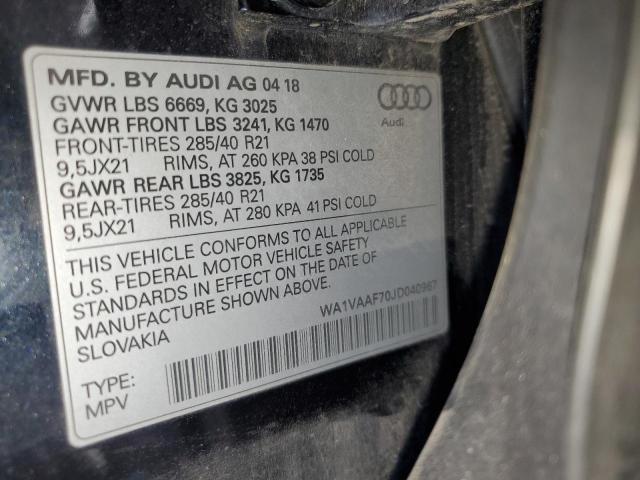 MFD. BY AUDI AG 04 18
GVWR LBS 6669, KG 3025
GAWR FRONT LBS 3241, KG 1470
FRONT-TIRES 285/40 R21
9,5JX21 RIMS, AT 260 KPA 38 PSI COLD
GAWR REAR LBS 3825, KG 1735
REAR-TIRES 285/40 R21
9,5JX21 RIMS, AT 280 KPA 41 PSI COLD
Audi
THIS VEHICLE CONFORMS TO ALL APPLICABLE
U.S. FEDERAL MOTOR VEHICLE SAFETY
STANDARDS IN EFFECT ON THE DATE OF
MANUFACTURE SHOWN ABOVE.
SLOVAKIA
WA1VAAF70JD040967
TYPE:
MPV